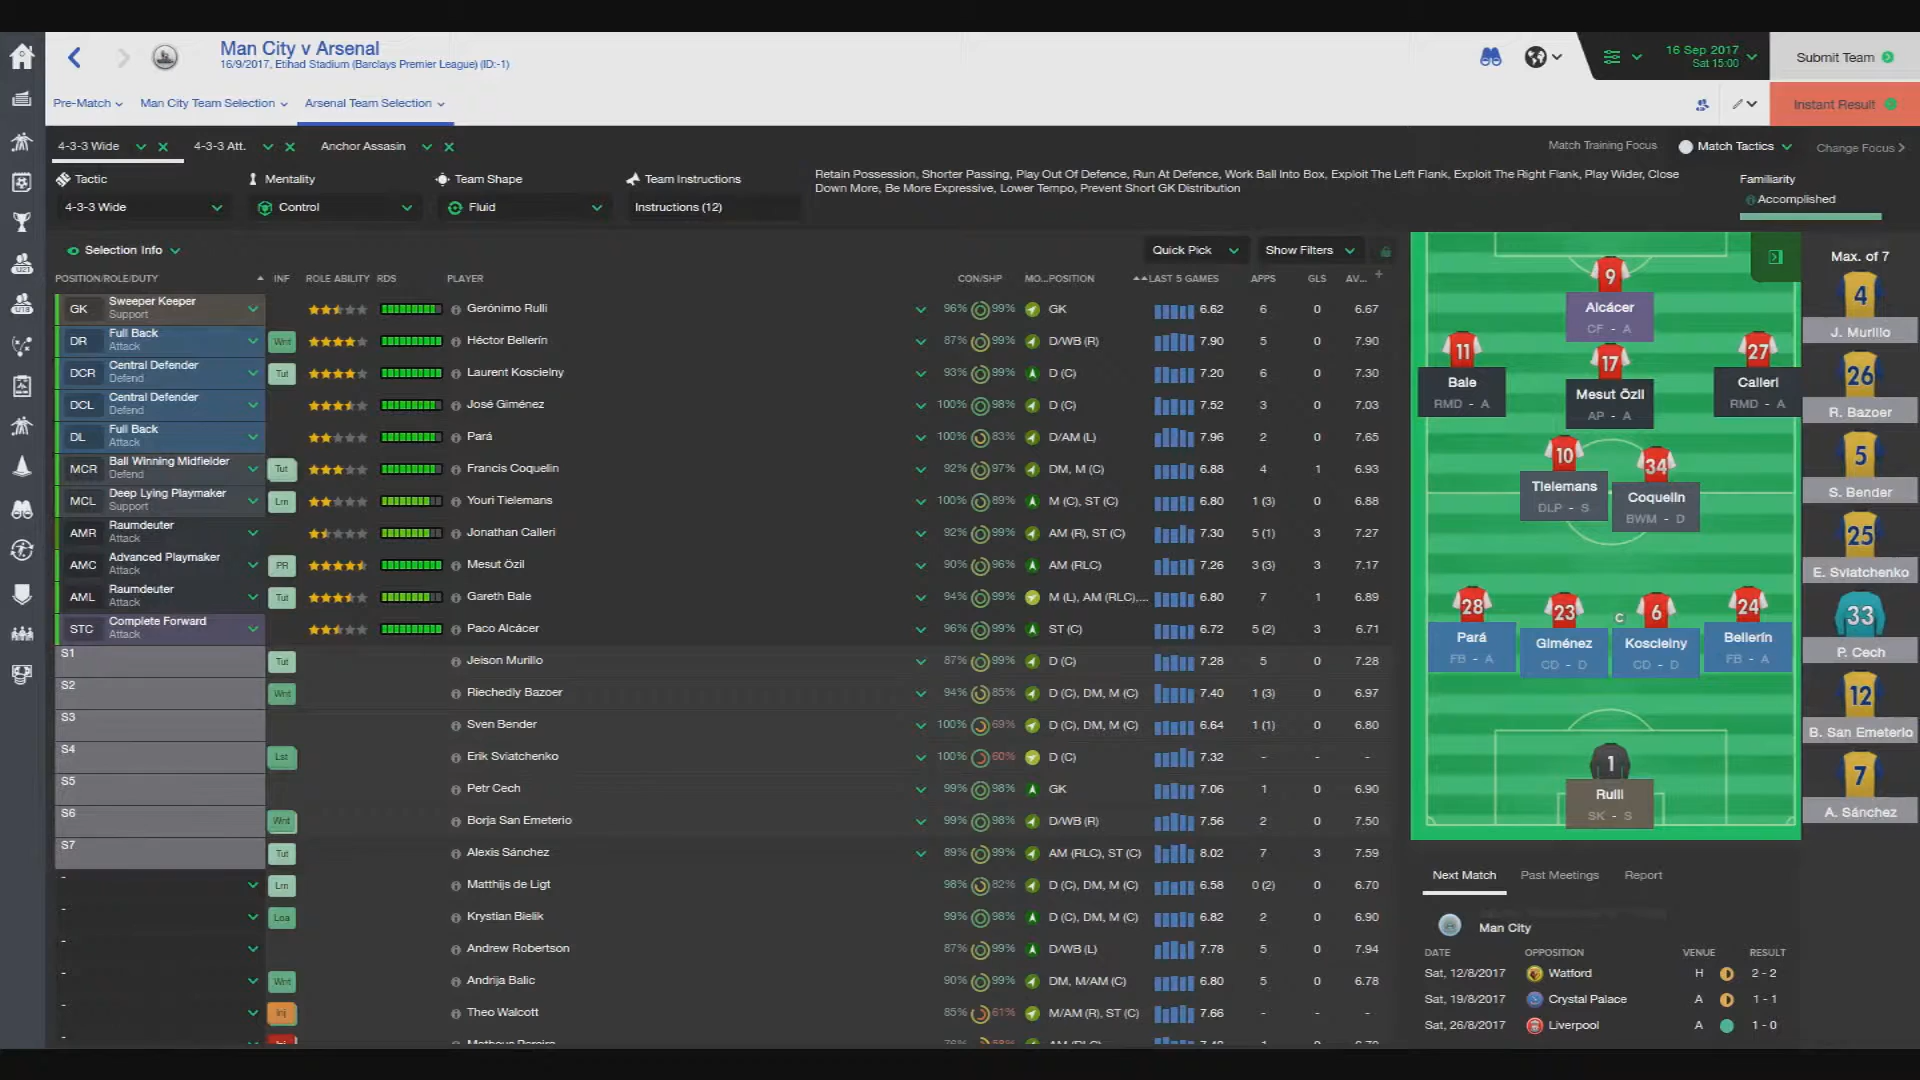 Man City v Arsenal
16/9/2017, Etihad Stadium (Barclays Premier League) (ID:-1)
16 Sep 2017
Sat 15:00
Submit Team
Pre-Match
Man City Team Selection
Arsenal Team Selection
Instant Result
4-3-3 Wide
4-3-3 Att.
Anchor Assasin
Match Training Focus
Match Tactics
Change Focus
Tactic
Mentality
Team Shape
Team Instructions
Retain Possession, Shorter Passing, Play Out Of Defence, Run At Defence, Work Ball Into Box, Exploit The Left Flank, Exploit The Right Flank, Play Wider, Close
Down More, Be More Expressive, Lower Tempo, Prevent Short GK Distribution
Familiarity
Accomplished
4-3-3 Wide
Control
Fluid
Instructions (12)
Selection Info
Quick Pick
Show Filters
POSITION/ROLE/DUTY INF ROLE ABILITY RDS PLAYER CON/SHP MO... POSITION LAST 5 GAMES APPS GLS AV...
GK Sweeper Keeper Support Gerónimo Rulli 96% 99% GK 6.62 6 0 6.67
DR Full Back Attack Wnt Héctor Bellerín 87% 99% D/WB (R) 7.90 5 0 7.90
DCR Central Defender Defend Tut Laurent Koscielny 93% 99% D (C) 7.20 6 0 7.30
DCL Central Defender Defend José Giménez 100% 98% D (C) 7.52 3 0 7.03
DL Full Back Attack Pará 100% 83% D/AM (L) 7.96 2 0 7.65
MCR Ball Winning Midfielder Defend Tut Francis Coquelin 92% 97% DM, M (C) 6.88 4 1 6.93
MCL Deep Lying Playmaker Support Lrn Youri Tielemans 100% 89% M (C), ST (C) 6.80 1 (3) 0 6.88
AMR Raumdeuter Attack Jonathan Calleri 92% 99% AM (R), ST (C) 7.30 5 (1) 3 7.27
AMC Advanced Playmaker Attack PR Mesut Özil 90% 96% AM (RLC) 7.26 3 (3) 3 7.17
AML Raumdeuter Attack Tut Gareth Bale 94% 99% M (L), AM (RLC),... 6.80 7 1 6.89
STC Complete Forward Attack Paco Alcácer 96% 99% ST (C) 6.72 5 (2) 3 6.71
S1 Tut Jeison Murillo 87% 99% D (C) 7.28 5 0 7.28
S2 Wnt Riechedly Bazoer 94% 85% D (C), DM, M (C) 7.40 1 (3) 0 6.97
S3 Sven Bender 100% 69% D (C), DM, M (C) 6.64 1 (1) 0 6.80
S4 Lst Erik Sviatchenko 100% 60% D (C) 7.32 - - -
S5 Petr Cech 99% 98% GK 7.06 1 0 6.90
S6 Wnt Borja San Emeterio 99% 98% D/WB (R) 7.56 2 0 7.50
S7 Tut Alexis Sánchez 89% 99% AM (RLC), ST (C) 8.02 7 3 7.59
- Lrn Matthijs de Ligt 98% 82% D (C), DM, M (C) 6.58 0 (2) 0 6.70
- Loa Krystian Bielik 99% 98% D (C), DM, M (C) 6.82 2 0 6.90
- Andrew Robertson 87% 99% D/WB (L) 7.78 5 0 7.94
- Wnt Andrija Balic 90% 99% DM, M/AM (C) 6.80 5 0 6.78
- Inj Theo Walcott 85% 61% M/AM (R), ST (C) 7.66 - - -
9
Alcácer
CF - A
11
Bale
RMD - A
17
Mesut Özil
AP - A
27
Calleri
RMD - A
10
Tielemans
DLP - S
34
Coquelin
BWM - D
28
Pará
FB - A
23
Giménez
CD - D
C 6
Koscielny
CD - D
24
Bellerín
FB - A
1
Rulli
SK - S
Max. of 7
4
J. Murillo
26
R. Bazoer
5
S. Bender
25
E. Sviatchenko
33
P. Cech
12
B. San Emeterio
7
A. Sánchez
Next Match
Past Meetings
Report
Man City
DATE OPPOSITION VENUE RESULT
Sat, 12/8/2017 Watford H 2 - 2
Sat, 19/8/2017 Crystal Palace A 1 - 1
Sat, 26/8/2017 Liverpool A 1 - 0
U21
U18